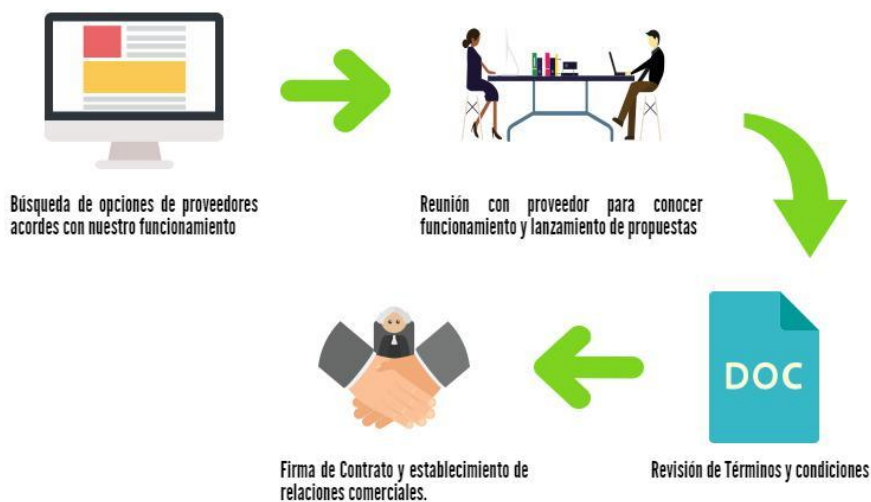 Búsqueda de opciones de proveedores
acordes con nuestro funcionamiento
Reunión con proveedor para conocer
funcionamiento y lanzamiento de propuestas
DOC
Revisión de Términos y condiciones
Firma de Contrato y establecimiento de
relaciones comerciales.